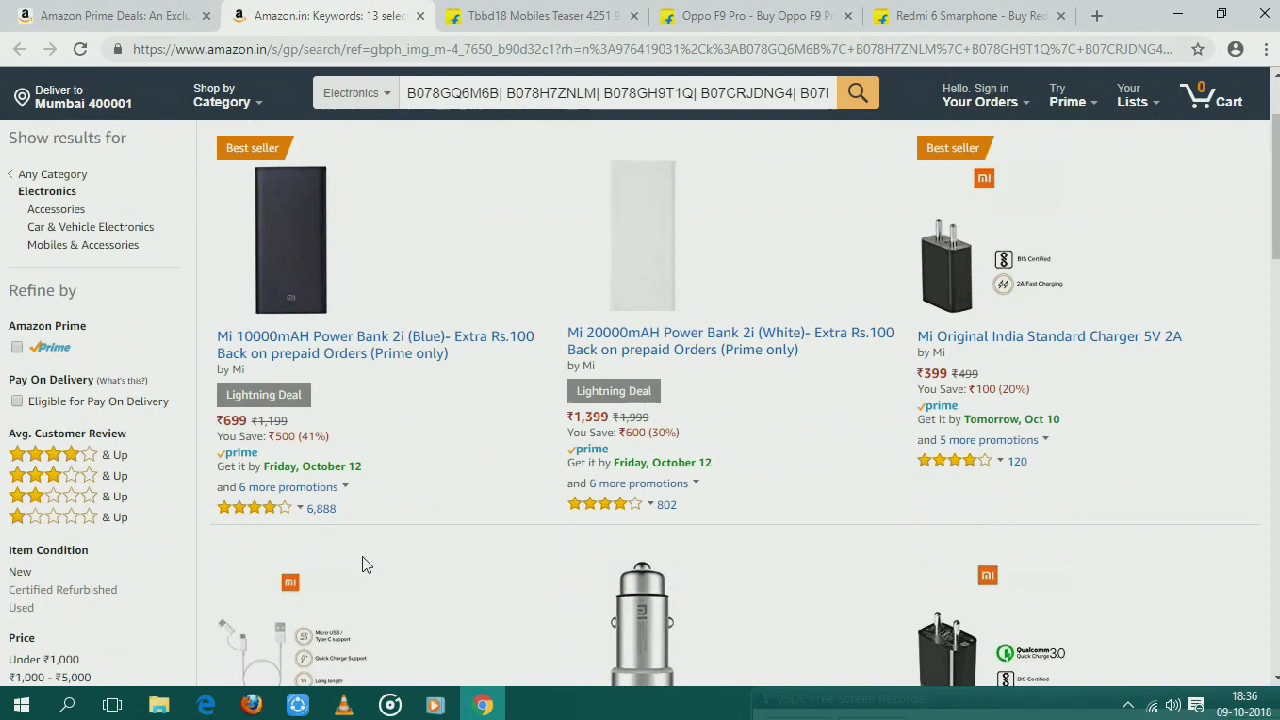 Amazon Prime Deals: An Exclu
Amazon.in: Keywords: 13 selec
Tbbd18 Mobiles Teaser 4251 9
Oppo F9 Pro - Buy Oppo F9 Pr
Redmi 6 Smarphone - Buy Red
https://www.amazon.in/s/gp/search/ref=gbph_img_m-4_7650_b90d32c1?rh=n%3A976419031%2Ck%3AB078GQ6M6B%7C+B078H7ZNLM%7C+B078GH9T1Q%7C+B07CRJDNG4%7C...
Deliver to
Mumbai 400001
Shop by
Category
Electronics
B078GQ6M6B| B078H7ZNLM| B078GH9T1Q| B07CRJDNG4|
Hello. Sign in
Your Orders
Try
Prime
Your
Lists
0
Cart
Show results for
Any Category
Electronics
Accessories
Car & Vehicle Electronics
Mobiles & Accessories
Refine by
Amazon Prime
prime
Pay On Delivery (What's this?)
Eligible for Pay On Delivery
Avg. Customer Review
& Up
& Up
& Up
& Up
Item Condition
New
Certified Refurbished
Used
Price
Under ₹1,000
₹1,000 - ₹5,000
Best seller
mi
Mi 10000mAH Power Bank 2i (Blue)- Extra Rs.100
Back on prepaid Orders (Prime only)
by Mi
Lightning Deal
₹699 ₹1,199
You Save: ₹500 (41%)
prime
Get it by Friday, October 12
and 6 more promotions
6,888
Mi 20000mAH Power Bank 2i (White)- Extra Rs.100
Back on prepaid Orders (Prime only)
by Mi
Lightning Deal
₹1,399 ₹1,999
You Save: ₹600 (30%)
prime
Get it by Friday, October 12
and 6 more promotions
802
Best seller
mi
BIS Certified
2A Fast Charging
Mi Original India Standard Charger 5V 2A
by Mi
₹399 ₹499
You Save: ₹100 (20%)
prime
Get it by Tomorrow, Oct 10
and 5 more promotions
120
mi
Micro USB /
Type C support
Quick Charge Support
Long length
mi
Qualcomm
Quick Charge 3.0
BIS Certified
VSDC Free Screen Recorder
18:36
09-10-2018